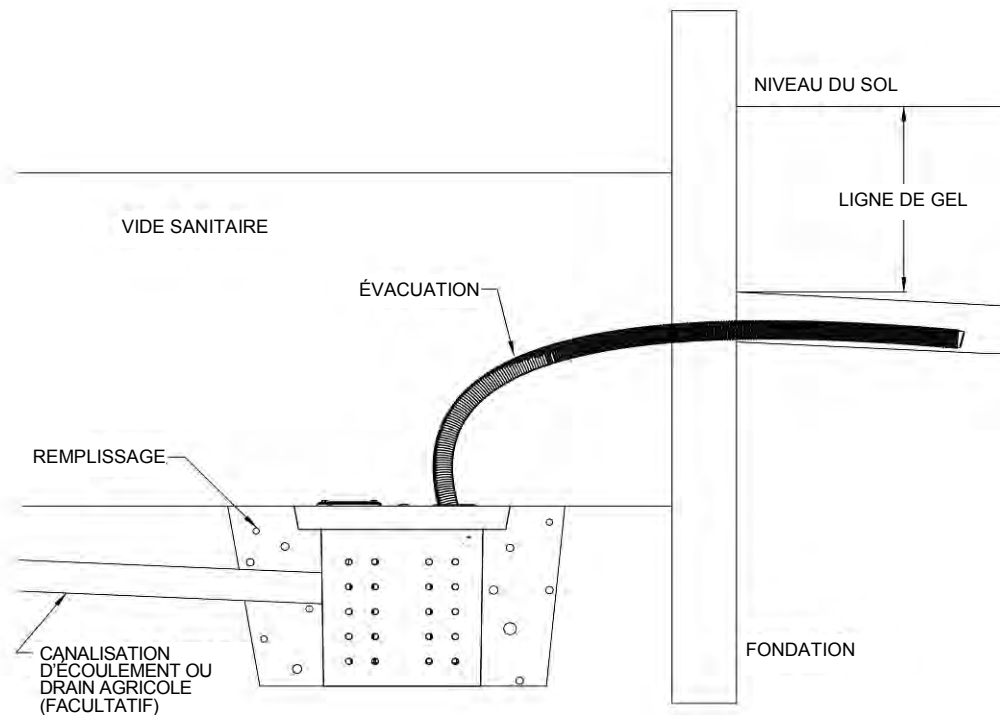 NIVEAU DU SOL
LIGNE DE GEL
VIDE SANITAIRE
ÉVACUATION
REMPLISSAGE
CANALISATION
D'ÉCOULEMENT OU
DRAIN AGRICOLE
(FACULTATIF)
FONDATION